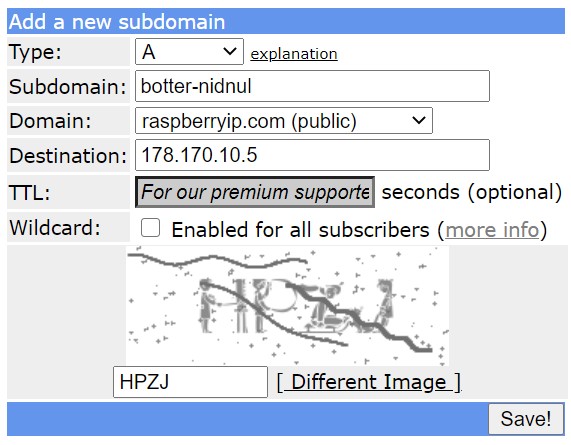 Add a new subdomain
Type: A explanation
Subdomain: botter-nidnul
Domain: raspberryip.com (public)
Destination: 178.170.10.5
TTL: For our premium supporte seconds (optional)
Wildcard: Enabled for all subscribers (more info)
HPZJ [ Different Image ]
Save!